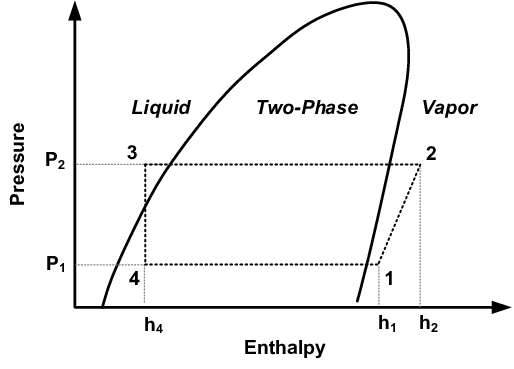 Liquid
Two-Phase
Vapor
Pressure
P₂
3
2
P₁
4
1
h₄
h₁
h₂
Enthalpy